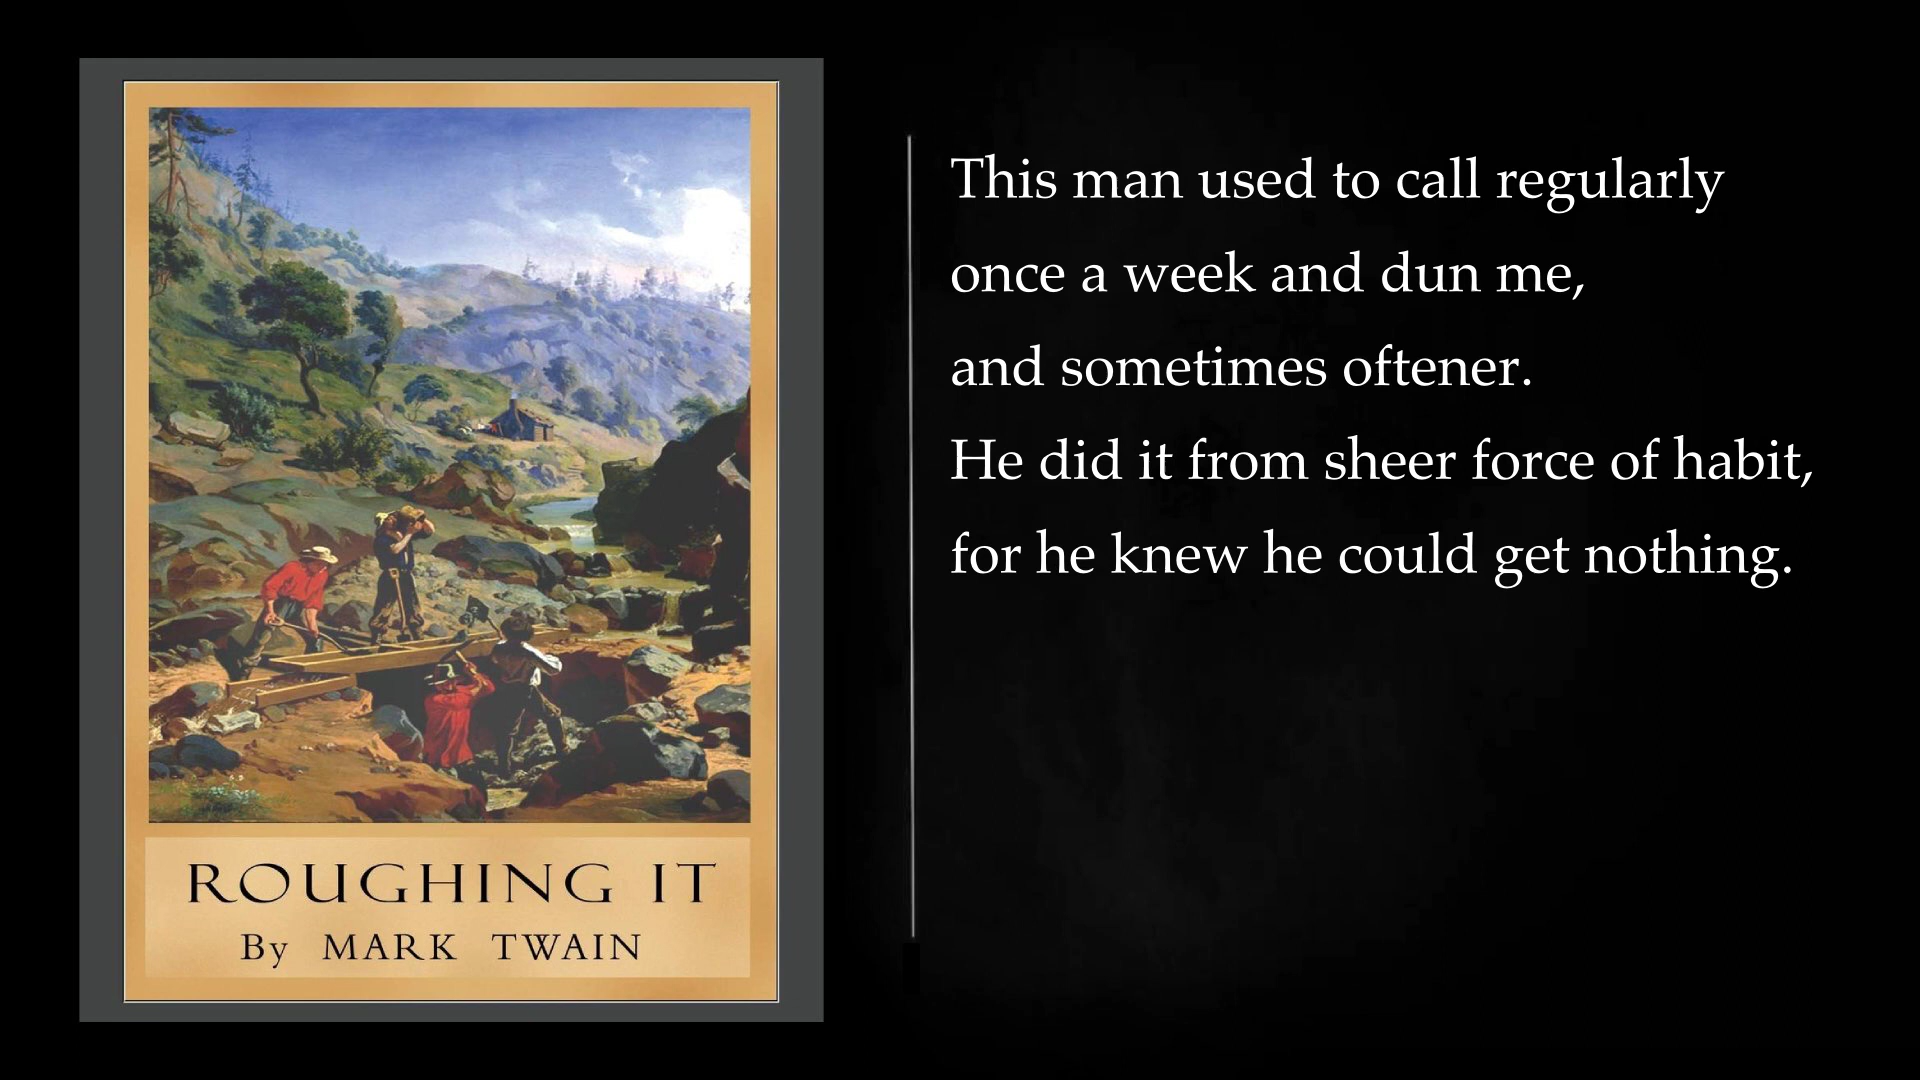 ROUGHING IT
By MARK TWAIN
This man used to call regularly
once a week and dun me,
and sometimes oftener.
He did it from sheer force of habit,
for he knew he could get nothing.